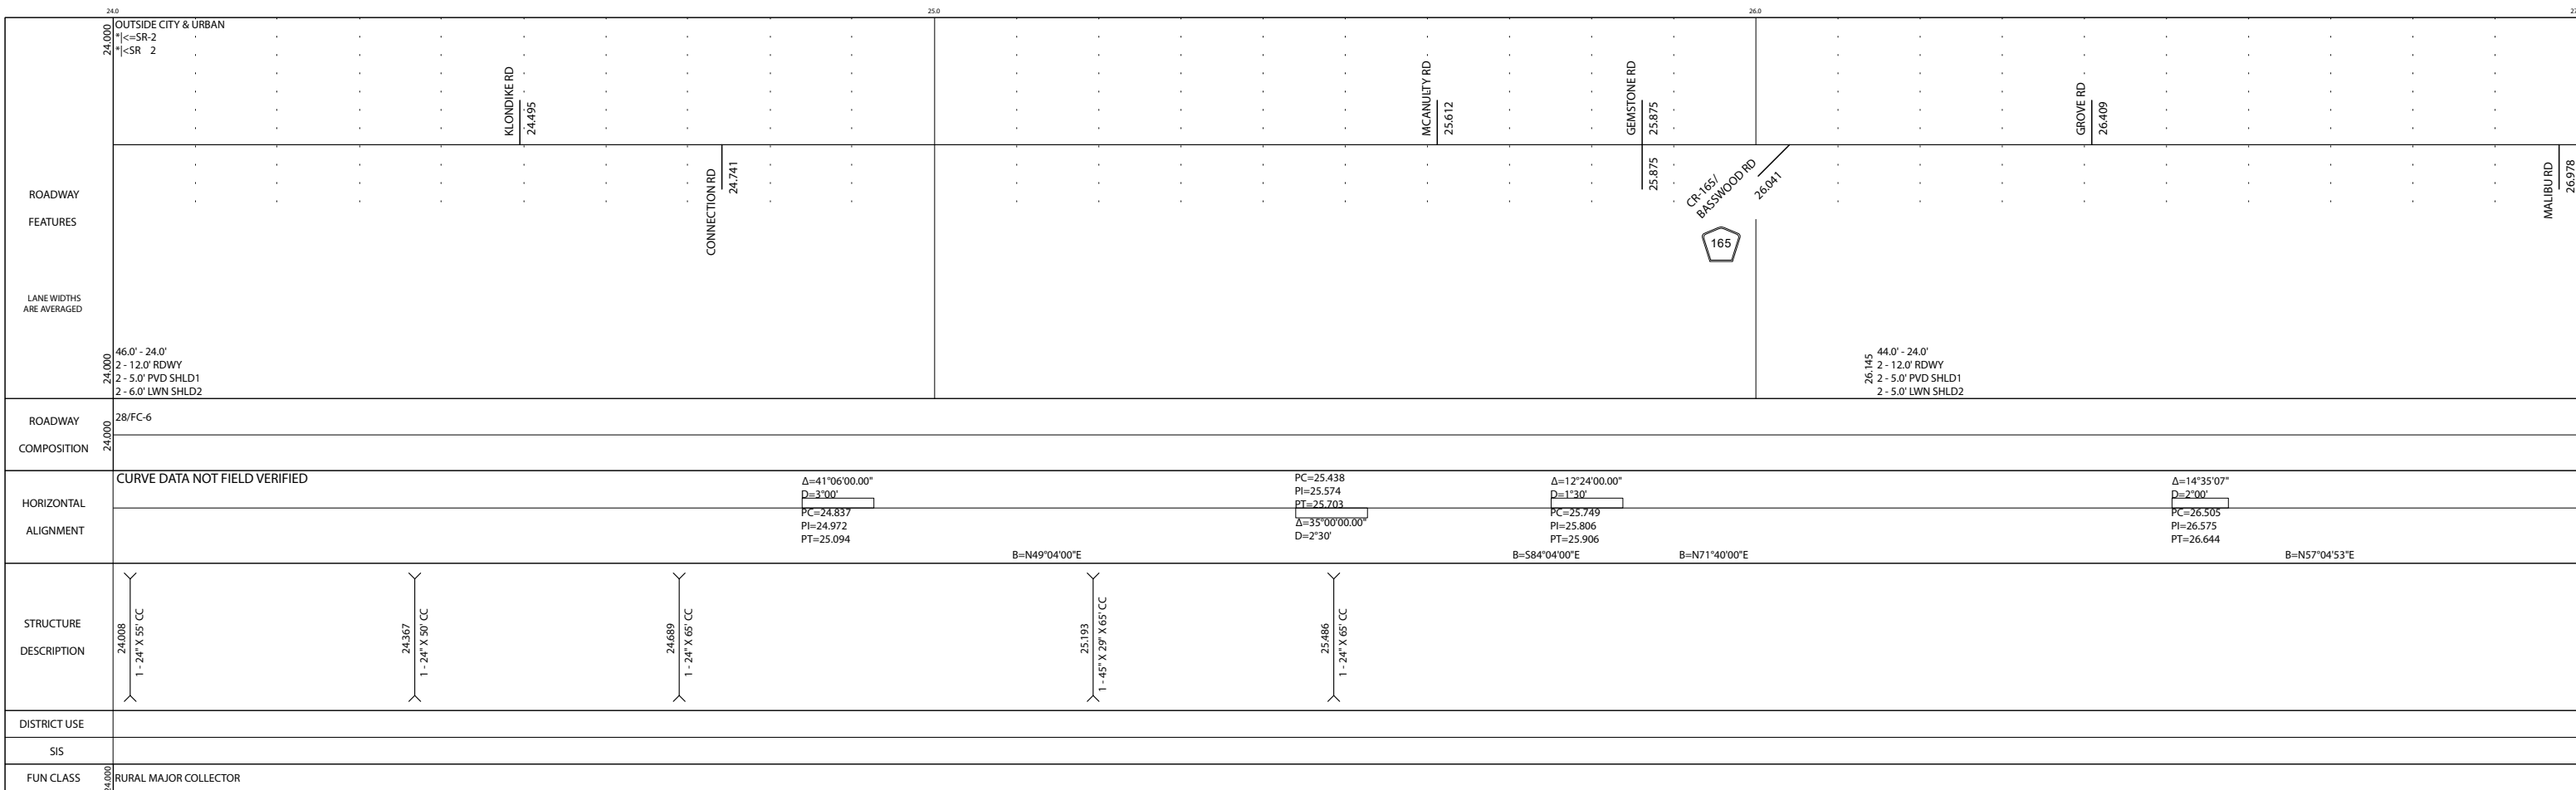 24.0
25.0
26.0
24.000
OUTSIDE CITY & URBAN
*|<=SR-2
*|<SR 2
KLONDIKE RD
24.495
CONNECTION RD
24.741
MCANULTY RD
25.612
GEMSTONE RD
25.875
25.875
CR-165/
BASSWOOD RD
26.041
165
GROVE RD
26.409
MALIBU RD
26.978
ROADWAY
FEATURES
LANE WIDTHS
ARE AVERAGED
24.000
46.0' - 24.0'
2 - 12.0' RDWY
2 - 5.0' PVD SHLD1
2 - 6.0' LWN SHLD2
26.145
44.0' - 24.0'
2 - 12.0' RDWY
2 - 5.0' PVD SHLD1
2 - 5.0' LWN SHLD2
ROADWAY
COMPOSITION
24.000
28/FC-6
HORIZONTAL
ALIGNMENT
CURVE DATA NOT FIELD VERIFIED
Δ=41°06'00.00"
D=3°00'
PC=24.837
PI=24.972
PT=25.094
B=N49°04'00"E
PC=25.438
PI=25.574
PT=25.703
Δ=35°00'00.00"
D=2°30'
B=S84°04'00"E
Δ=12°24'00.00"
D=1°30'
PC=25.749
PI=25.806
PT=25.906
B=N71°40'00"E
Δ=14°35'07"
D=2°00'
PC=26.505
PI=26.575
PT=26.644
B=N57°04'53"E
STRUCTURE
DESCRIPTION
24.008
1 - 24" X 55' CC
24.367
1 - 24" X 50' CC
24.689
1 - 24" X 65' CC
25.193
1 - 45" X 29" X 65' CC
25.486
1 - 24" X 65' CC
DISTRICT USE
SIS
FUN CLASS
24.000
RURAL MAJOR COLLECTOR